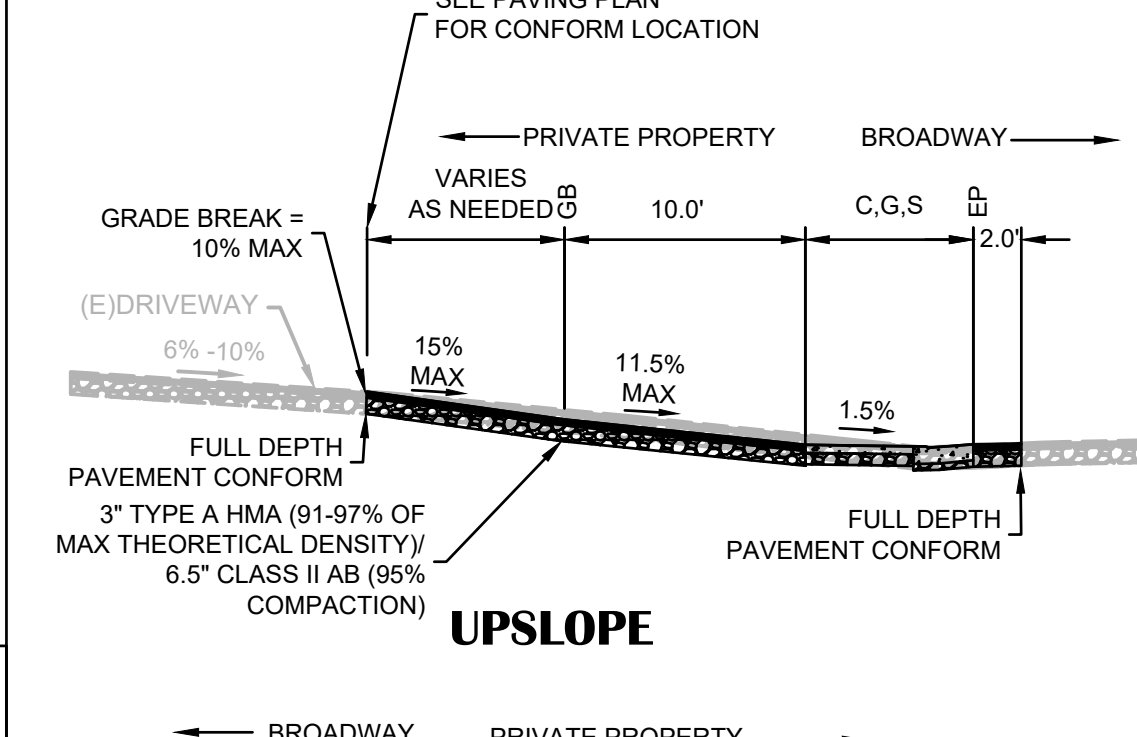 SEE PAVING PLAN
FOR CONFORM LOCATION
PRIVATE PROPERTY
BROADWAY
VARIES
AS NEEDED
GB
10.0'
C,G,S
EP
2.0'
GRADE BREAK =
10% MAX
(E)DRIVEWAY
6% -10%
15%
MAX
11.5%
MAX
1.5%
FULL DEPTH
PAVEMENT CONFORM
3" TYPE A HMA (91-97% OF
MAX THEORETICAL DENSITY)/
6.5" CLASS II AB (95%
COMPACTION)
FULL DEPTH
PAVEMENT CONFORM
UPSLOPE
BROADWAY
PRIVATE PROPERTY